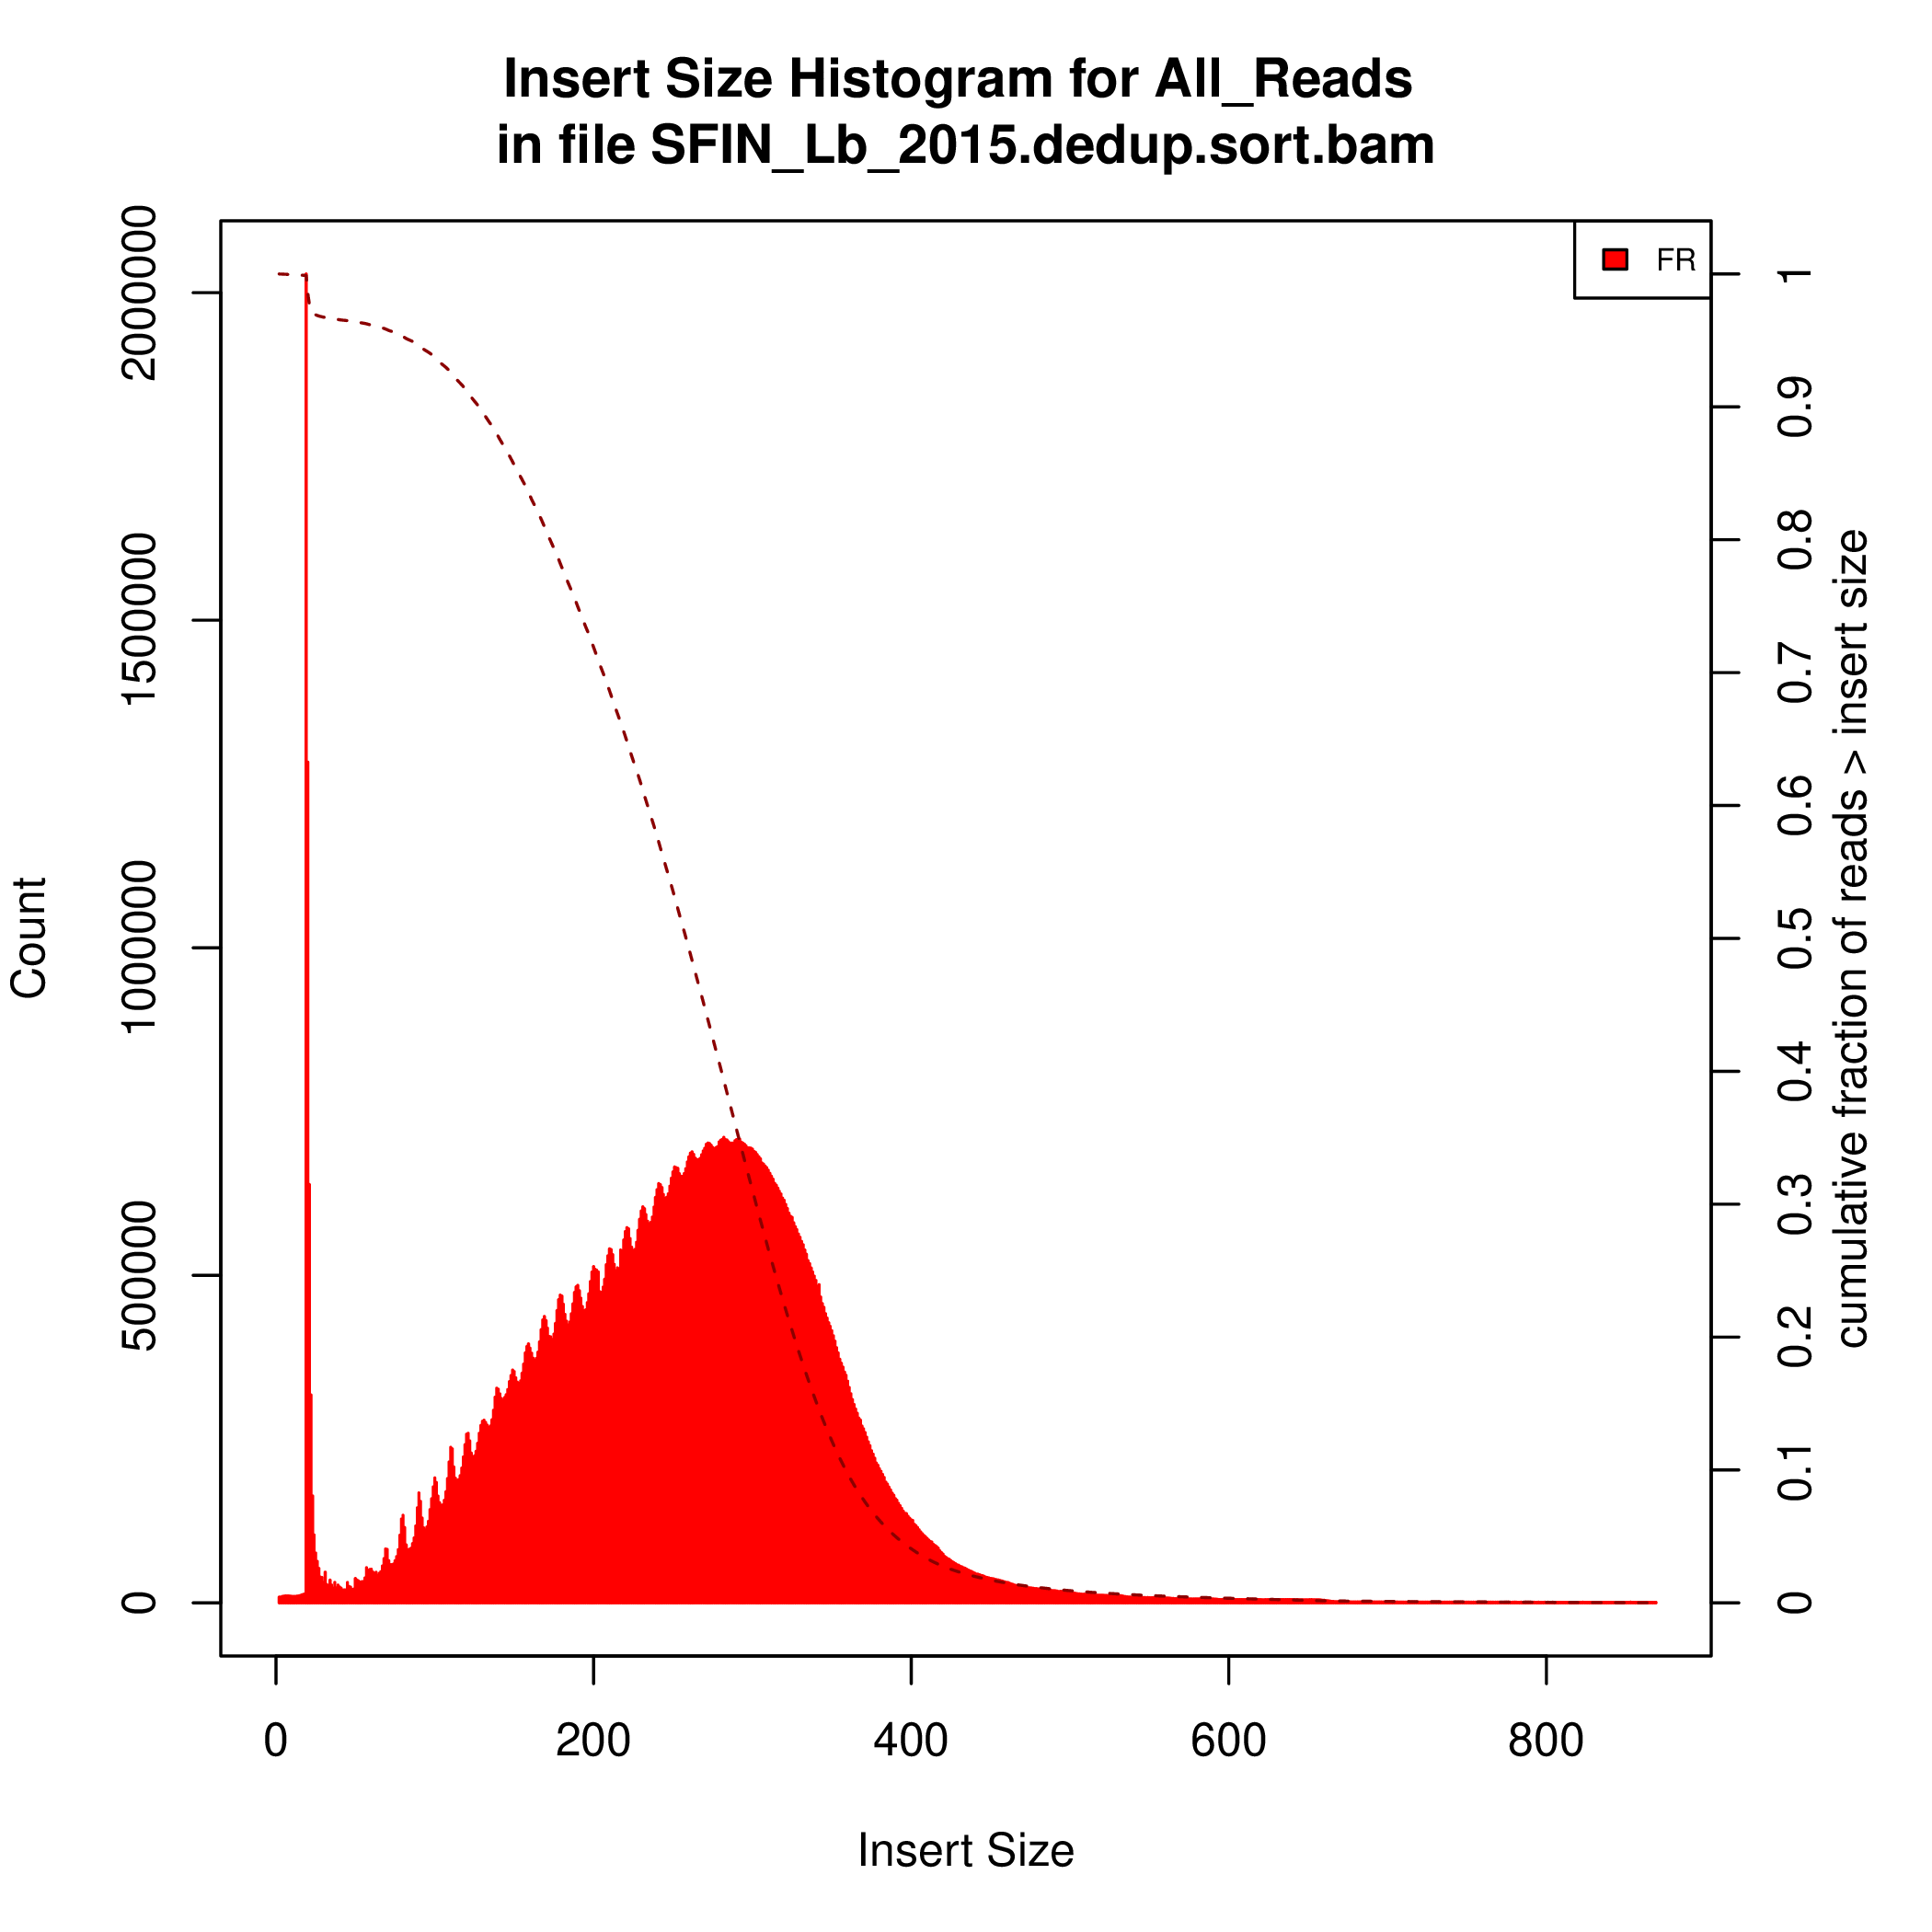 Insert Size Histogram for All_Reads
in file SFIN_Lb_2015.dedup.sort.bam
FR
Count
0
500000
1000000
1500000
2000000
0
0.1
0.2
0.3
0.4
0.5
0.6
0.7
0.8
0.9
1
cumulative fraction of reads > insert size
0 200 400 600 800
Insert Size